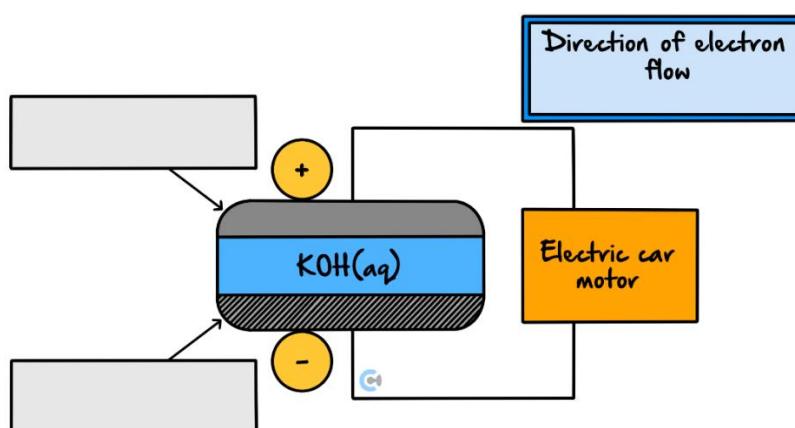 Direction of electron
flow
+
KOH(aq)
Electric car
motor
-